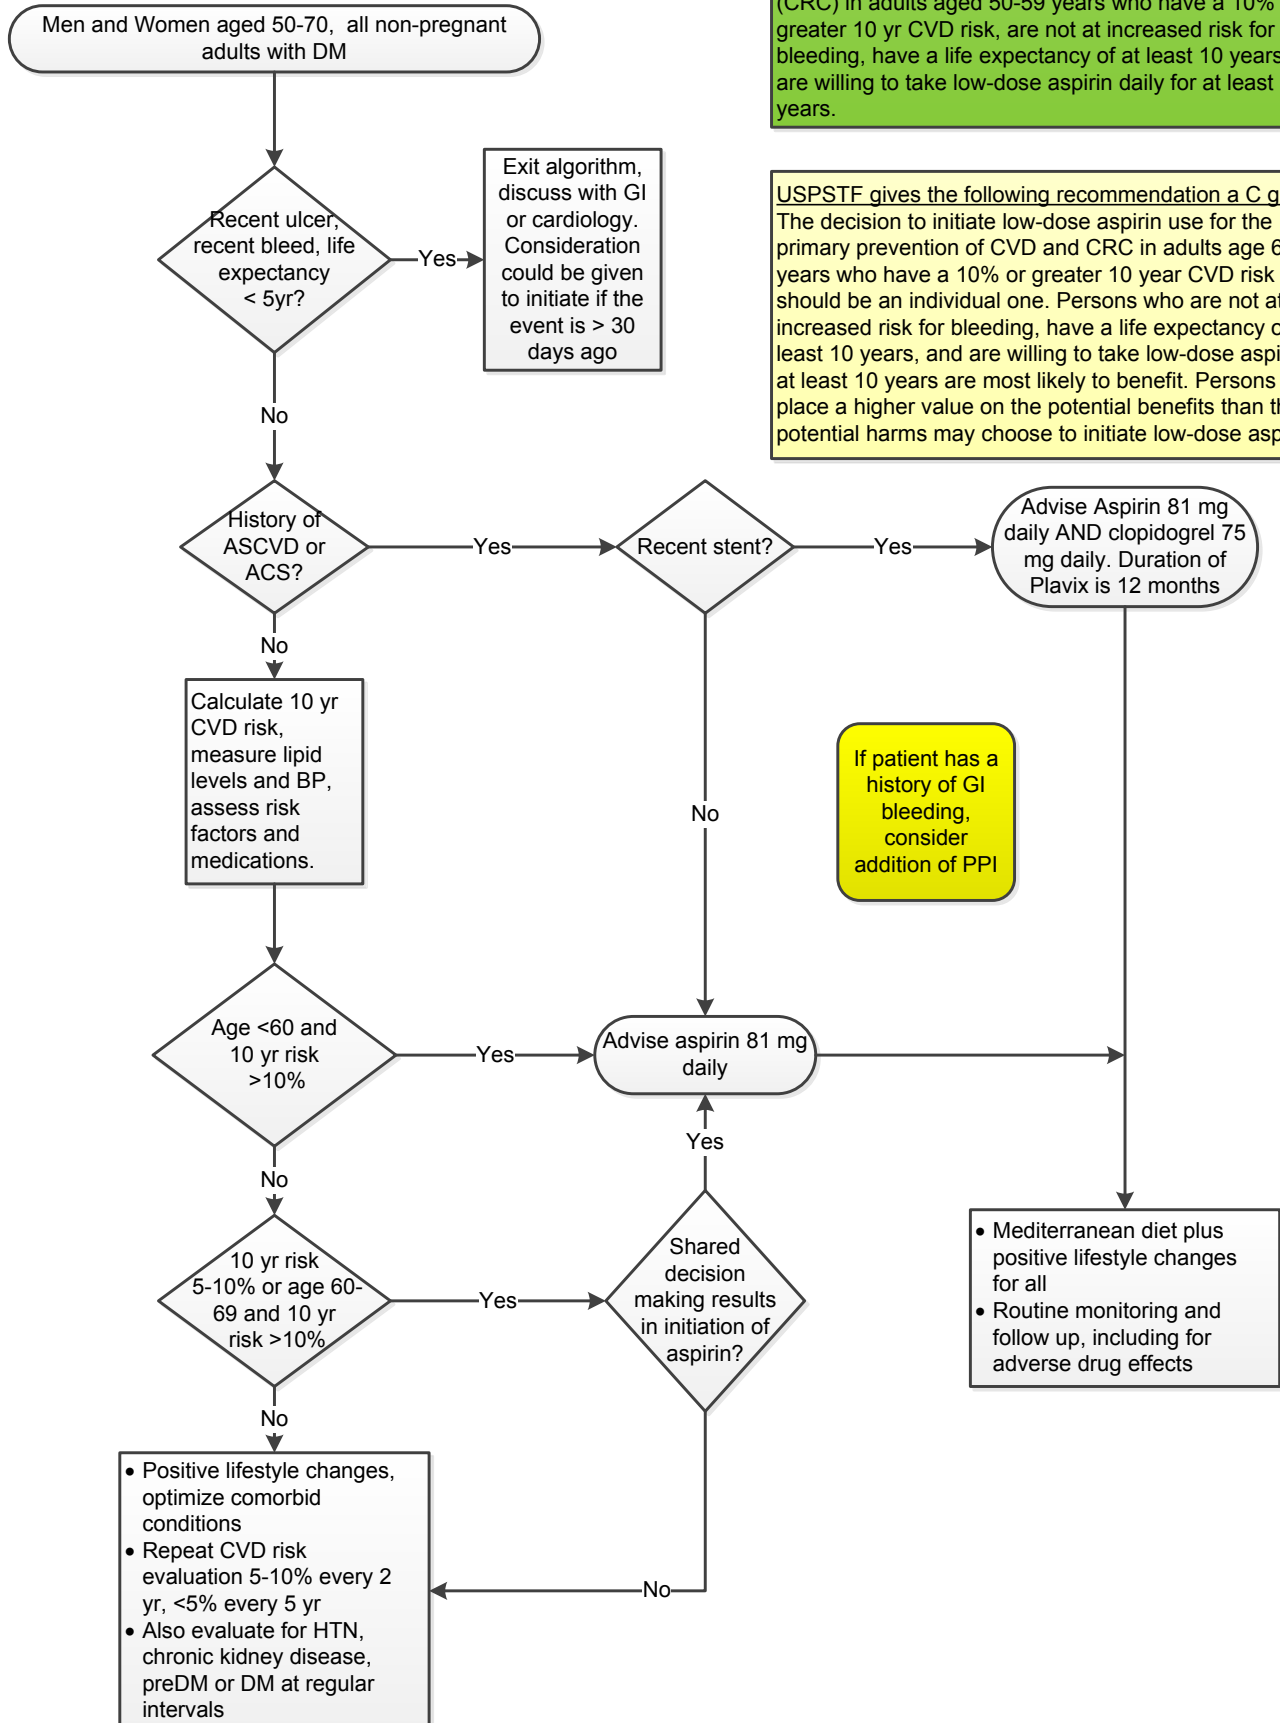 Men and Women aged 50-70,  all non-pregnant
adults with DM
(CRC) in adults aged 50-59 years who have a 10%
greater 10 yr CVD risk, are not at increased risk for
bleeding, have a life expectancy of at least 10 years
are willing to take low-dose aspirin daily for at least
years.
Recent ulcer,
recent bleed, life
expectancy
< 5yr?
Yes
Exit algorithm,
discuss with GI
or cardiology.
Consideration
could be given
to initiate if the
event is > 30
days ago
USPSTF gives the following recommendation a C
The decision to initiate low-dose aspirin use for the
primary prevention of CVD and CRC in adults age
years who have a 10% or greater 10 year CVD risk
should be an individual one. Persons who are not at
increased risk for bleeding, have a life expectancy
least 10 years, and are willing to take low-dose
at least 10 years are most likely to benefit. Persons
place a higher value on the potential benefits than
potential harms may choose to initiate low-dose
No
History of
ASCVD or
ACS?
Yes
Recent stent?
Yes
Advise Aspirin 81 mg
daily AND clopidogrel 75
mg daily. Duration of
Plavix is 12 months
No
Calculate 10 yr
CVD risk,
measure lipid
levels and BP,
assess risk
factors and
medications.
No
If patient has a
history of GI
bleeding,
consider
addition of PPI
Age <60 and
10 yr risk
>10%
Yes
Advise aspirin 81 mg
daily
Yes
No
10 yr risk
5-10% or age 60-
69 and 10 yr
risk >10%
Yes
Shared
decision
making results
in initiation of
aspirin?
• Mediterranean diet plus
positive lifestyle changes
for all
• Routine monitoring and
follow up, including for
adverse drug effects
No
• Positive lifestyle changes,
optimize comorbid
conditions
• Repeat CVD risk
evaluation 5-10% every 2
yr, <5% every 5 yr
• Also evaluate for HTN,
chronic kidney disease,
preDM or DM at regular
intervals
No